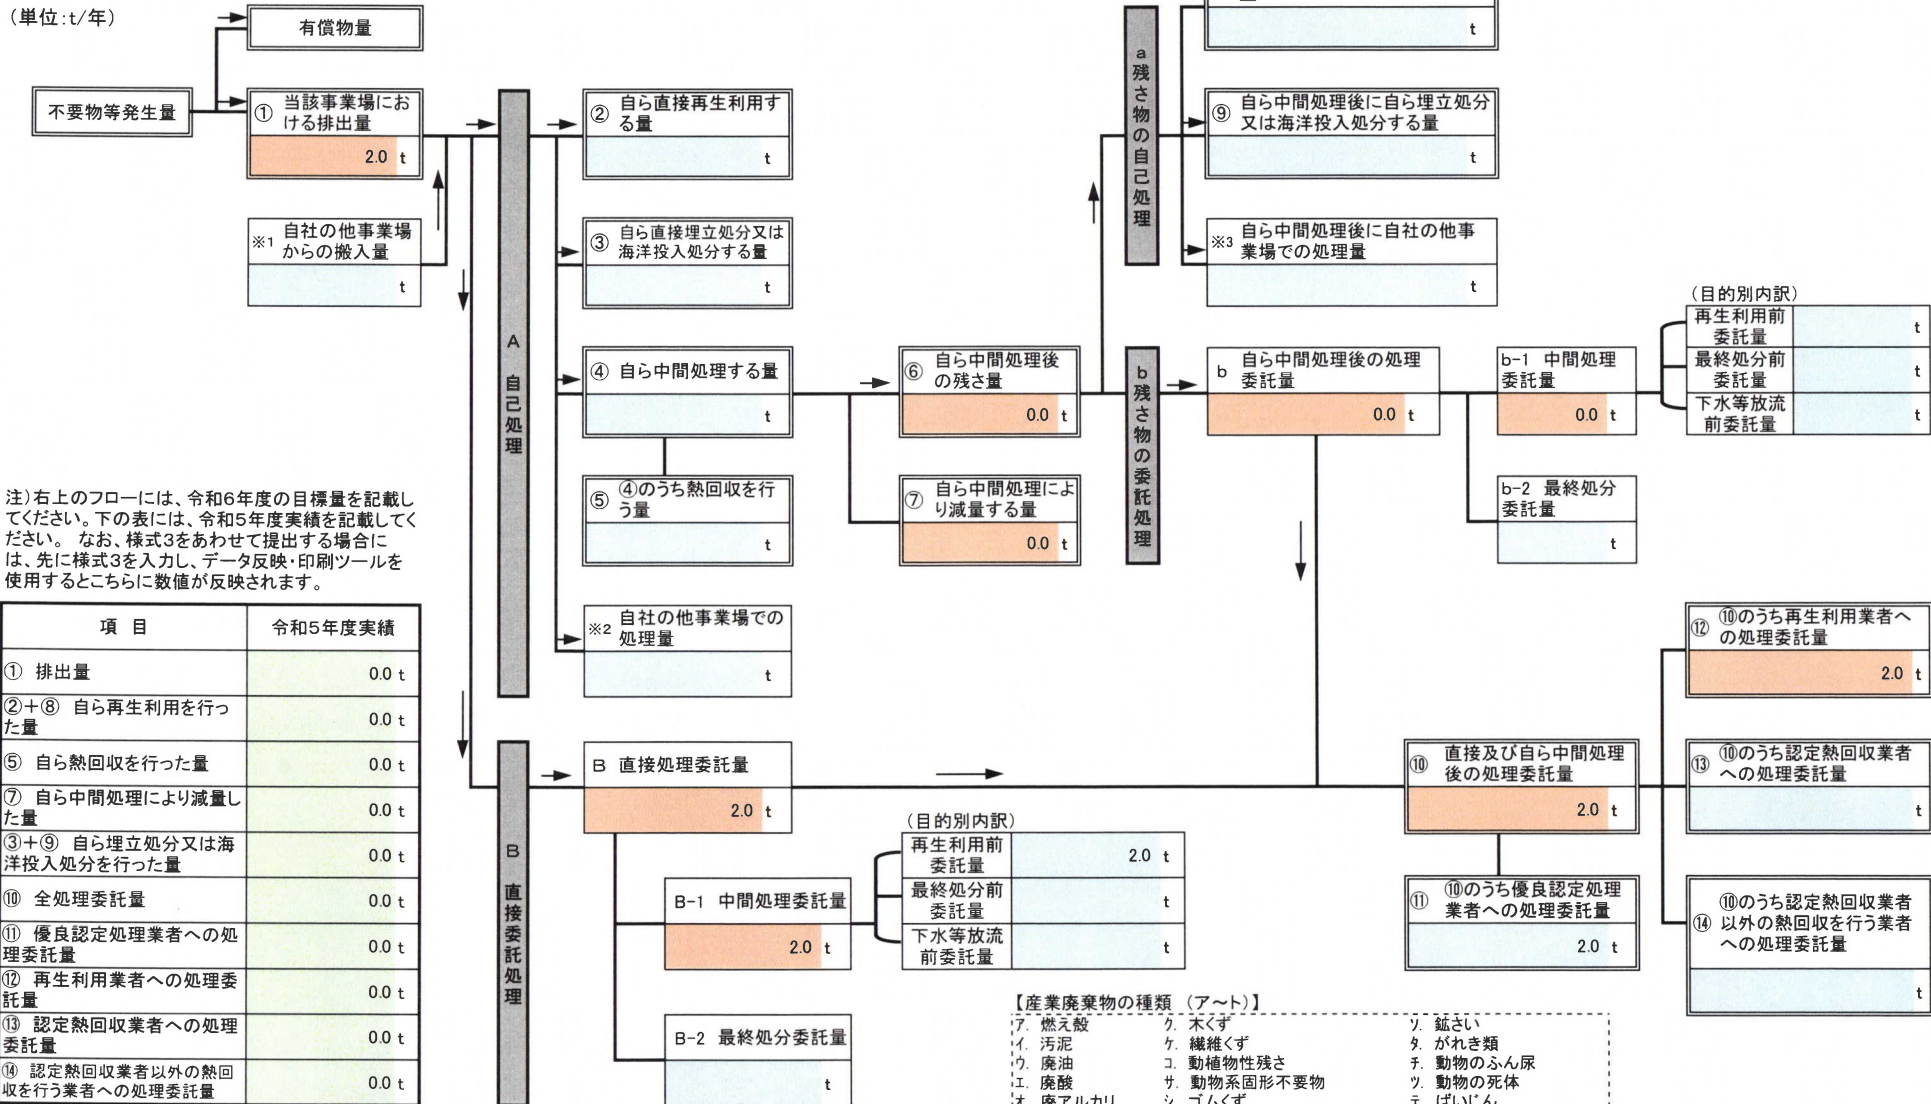 (単位:t/年)
有償物量
不要物等発生量
① 当該事業場にお
ける排出量
2.0 t
※1 自社の他事業場
からの搬入量
t
A 自己処理
② 自ら直接再生利用す
る量
t
③ 自ら直接埋立処分又は
海洋投入処分する量
t
④ 自ら中間処理する量
t
⑤ ④のうち熱回収を行
う量
t
※2 自社の他事業場での
処理量
t
⑥ 自ら中間処理後
の残さ量
0.0 t
⑦ 自ら中間処理によ
り減量する量
0.0 t
a 残さ物の自己処理
t
⑨ 自ら中間処理後に自ら埋立処分
又は海洋投入処分する量
t
※3 自ら中間処理後に自社の他事
業場での処理量
t
b 残さ物の委託処理
b 自ら中間処理後の処理
委託量
0.0 t
b-1 中間処理
委託量
0.0 t
b-2 最終処分
委託量
t
(目的別内訳)
再生利用前
委託量
t
最終処分前
委託量
t
下水等放流
前委託量
t
注)右上のフローには、令和6年度の目標量を記載し
てください。下の表には、令和5年度実績を記載してく
ださい。 なお、様式3をあわせて提出する場合に
は、先に様式3を入力し、データ反映・印刷ツールを
使用するとこちらに数値が反映されます。
項 目 令和5年度実績
① 排出量 0.0 t
②+⑧ 自ら再生利用を行っ
た量 0.0 t
⑤ 自ら熱回収を行った量 0.0 t
⑦ 自ら中間処理により減量し
た量 0.0 t
③+⑨ 自ら埋立処分又は海
洋投入処分を行った量 0.0 t
⑩ 全処理委託量 0.0 t
⑪ 優良認定処理業者への処
理委託量 0.0 t
⑫ 再生利用業者への処理委
託量 0.0 t
⑬ 認定熱回収業者への処理
委託量 0.0 t
⑭ 認定熱回収業者以外の熱回
収を行う業者への処理委託量 0.0 t
B 直接委託処理
B 直接処理委託量
2.0 t
B-1 中間処理委託量
2.0 t
B-2 最終処分委託量
t
(目的別内訳)
再生利用前
委託量
2.0 t
最終処分前
委託量
t
下水等放流
前委託量
t
⑩ 直接及び自ら中間処理
後の処理委託量
2.0 t
⑪ ⑩のうち優良認定処理
業者への処理委託量
2.0 t
⑫ ⑩のうち再生利用業者へ
の処理委託量
2.0 t
⑬ ⑩のうち認定熱回収業者
への処理委託量
t
⑭ ⑩のうち認定熱回収業者
以外の熱回収を行う業者
への処理委託量
t
【産業廃棄物の種類 (ア~ト)】
ア. 燃え殻 ク. 木くず ソ. 鉱さい
イ. 汚泥 ケ. 繊維くず タ. がれき類
ウ. 廃油 コ. 動植物性残さ チ. 動物のふん尿
エ. 廃酸 サ. 動物系固形不要物 ツ. 動物の死体
オ. 廃アルカリ シ. ゴムくず テ. ばいじん